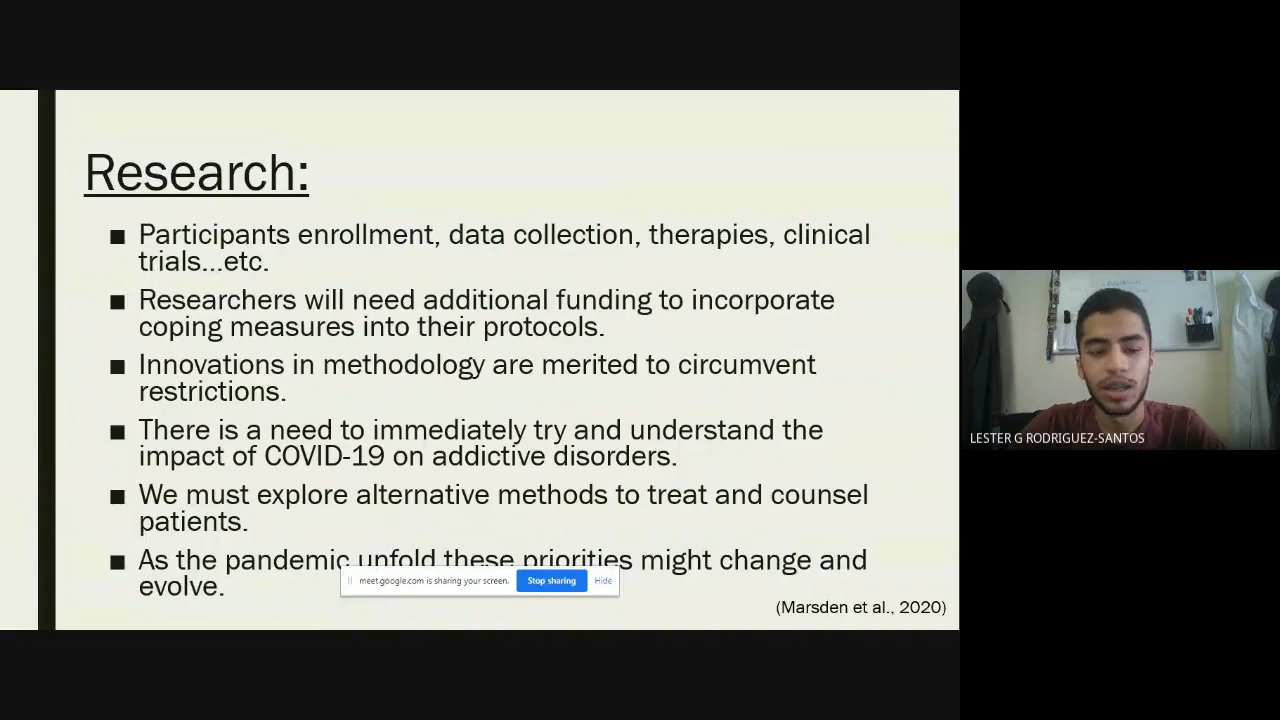 Research:
■ Participants enrollment, data collection, therapies, clinical
trials...etc.
■ Researchers will need additional funding to incorporate
coping measures into their protocols.
■ Innovations in methodology are merited to circumvent
restrictions.
■ There is a need to immediately try and understand the
impact of COVID-19 on addictive disorders.
■ We must explore alternative methods to treat and counsel
patients.
■ As the pandemic unfold these priorities might change and
evolve.
meet.google.com is sharing your screen. Stop sharing Hide
(Marsden et al., 2020)
LESTER G RODRIGUEZ-SANTOS